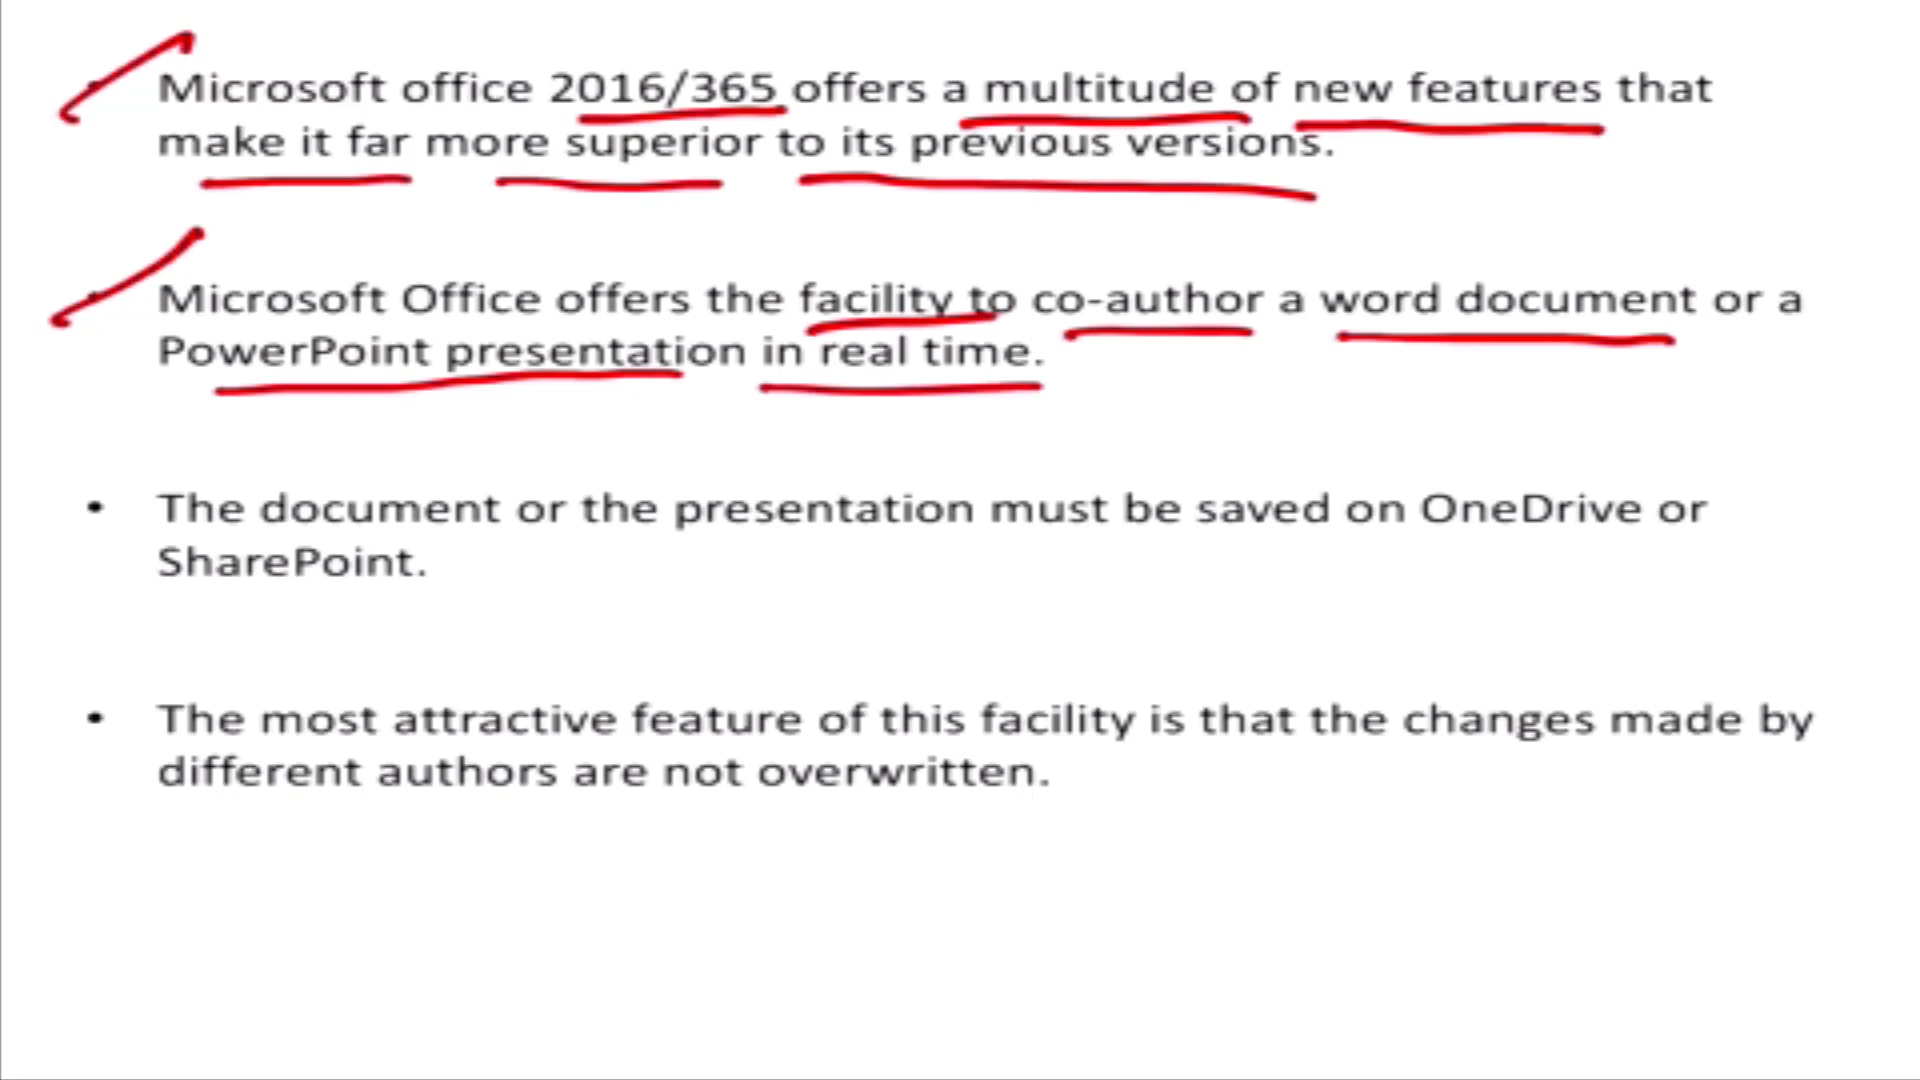 • Microsoft office 2016/365 offers a multitude of new features that
make it far more superior to its previous versions.
• Microsoft Office offers the facility to co-author a word document or a
PowerPoint presentation in real time.
• The document or the presentation must be saved on OneDrive or
SharePoint.
• The most attractive feature of this facility is that the changes made by
different authors are not overwritten.